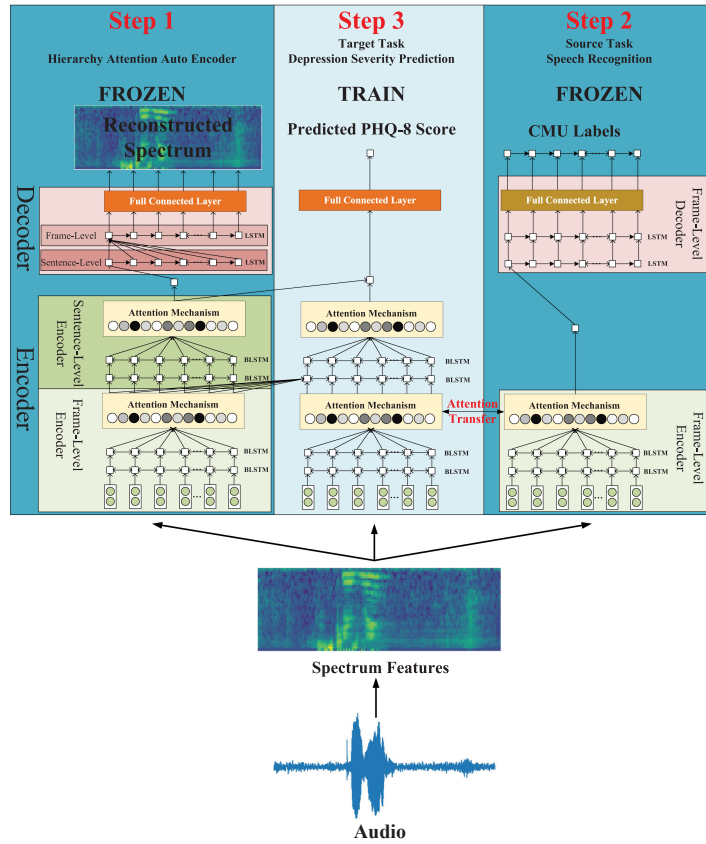 Step 1
Hierarchy Attention Auto Encoder
FROZEN
Reconstructed
Spectrum
Decoder
Full Connected Layer
Frame-Level
LSTM
Sentence-Level
LSTM
Encoder
Sentence-Level
Encoder
Attention Mechanism
BLSTM
BLSTM
Frame-Level
Encoder
Attention Mechanism
BLSTM
BLSTM
Step 3
Target Task
Depression Severity Prediction
TRAIN
Predicted PHQ-8 Score
Full Connected Layer
Attention Mechanism
BLSTM
BLSTM
Attention Mechanism
Attention
Transfer
BLSTM
BLSTM
Step 2
Source Task
Speech Recognition
FROZEN
CMU Labels
Full Connected Layer
Frame-Level
Decoder
LSTM
LSTM
Attention Mechanism
Frame-Level
Encoder
BLSTM
BLSTM
Spectrum Features
Audio